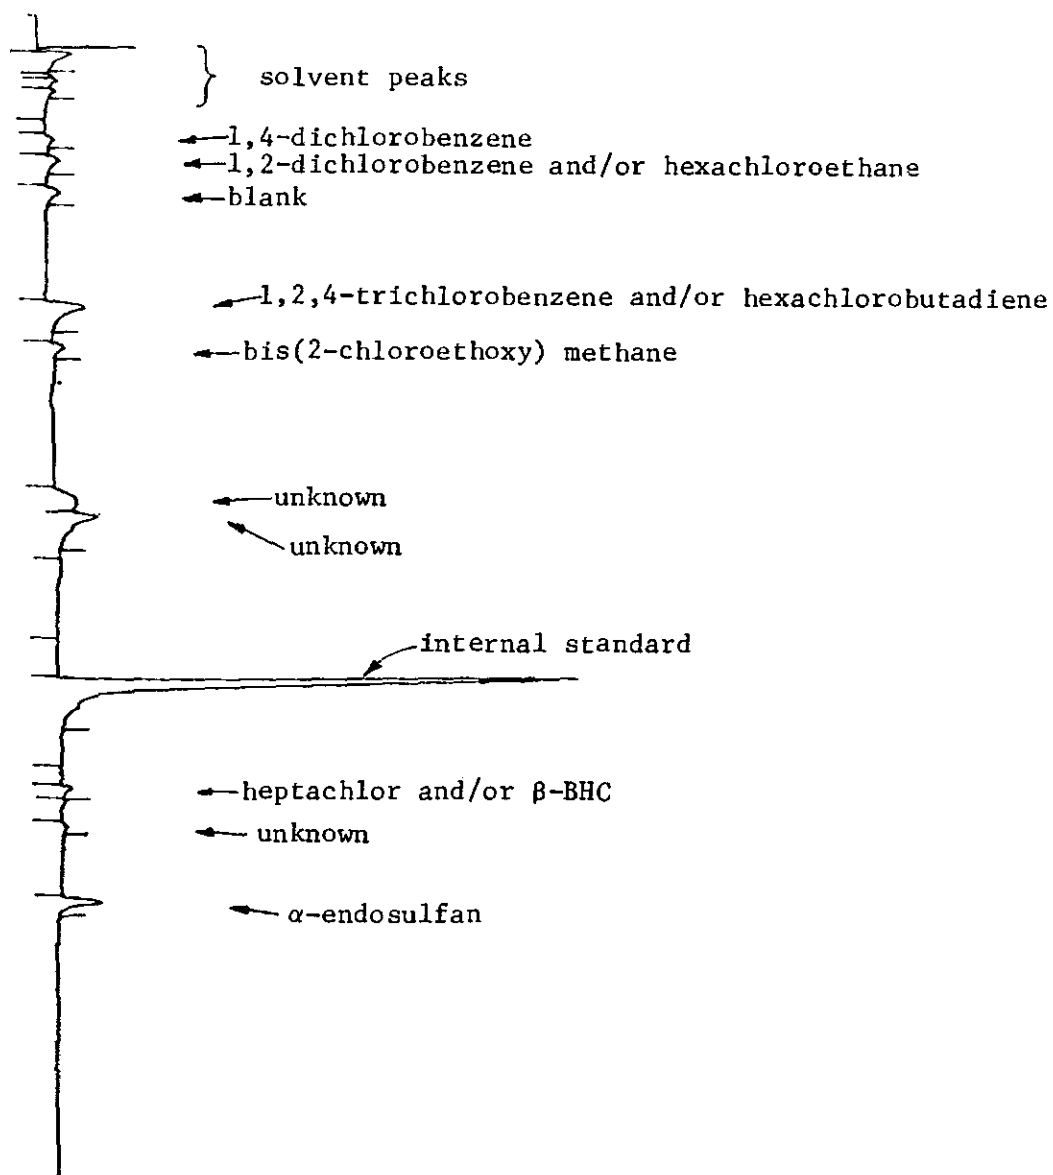 solvent peaks
1,4-dichlorobenzene
1,2-dichlorobenzene and/or hexachloroethane
blank
1,2,4-trichlorobenzene and/or hexachlorobutadiene
bis(2-chloroethoxy) methane
unknown
unknown
internal standard
heptachlor and/or β-BHC
unknown
α-endosulfan